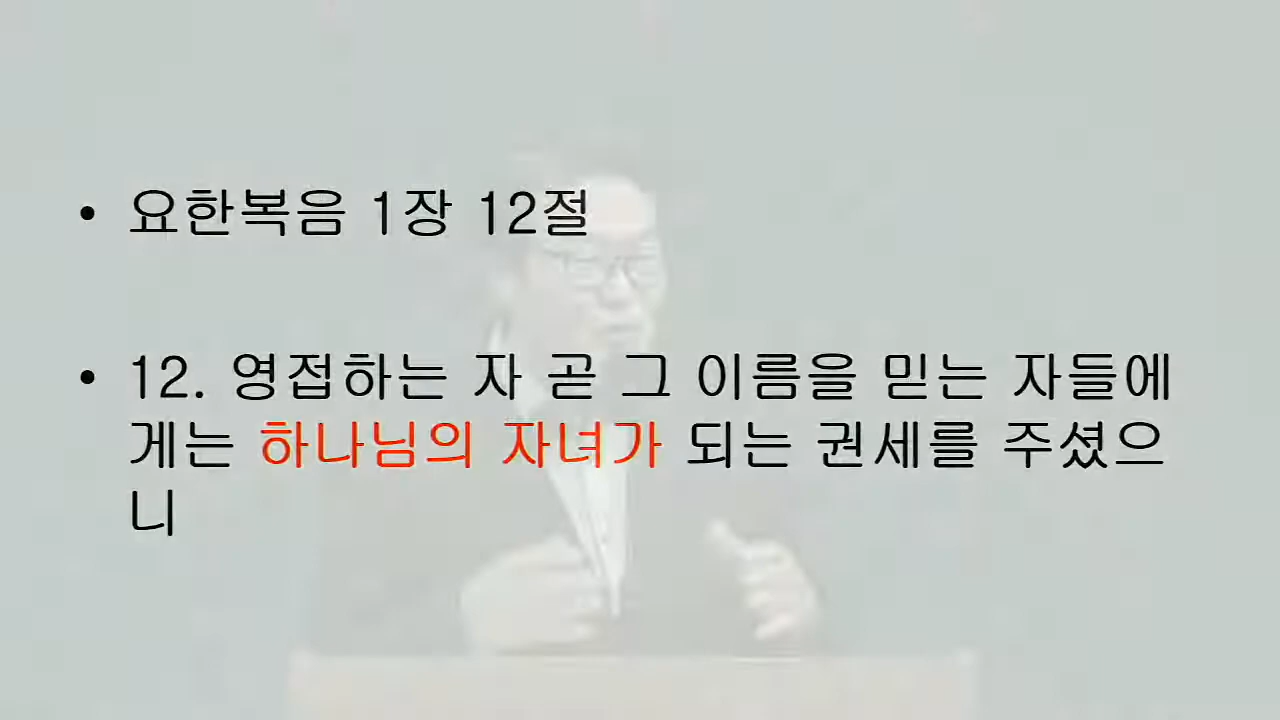 • 요한복음 1장 12절
• 12. 영접하는 자 곧 그 이름을 믿는 자들에
게는 하나님의 자녀가 되는 권세를 주셨으
니